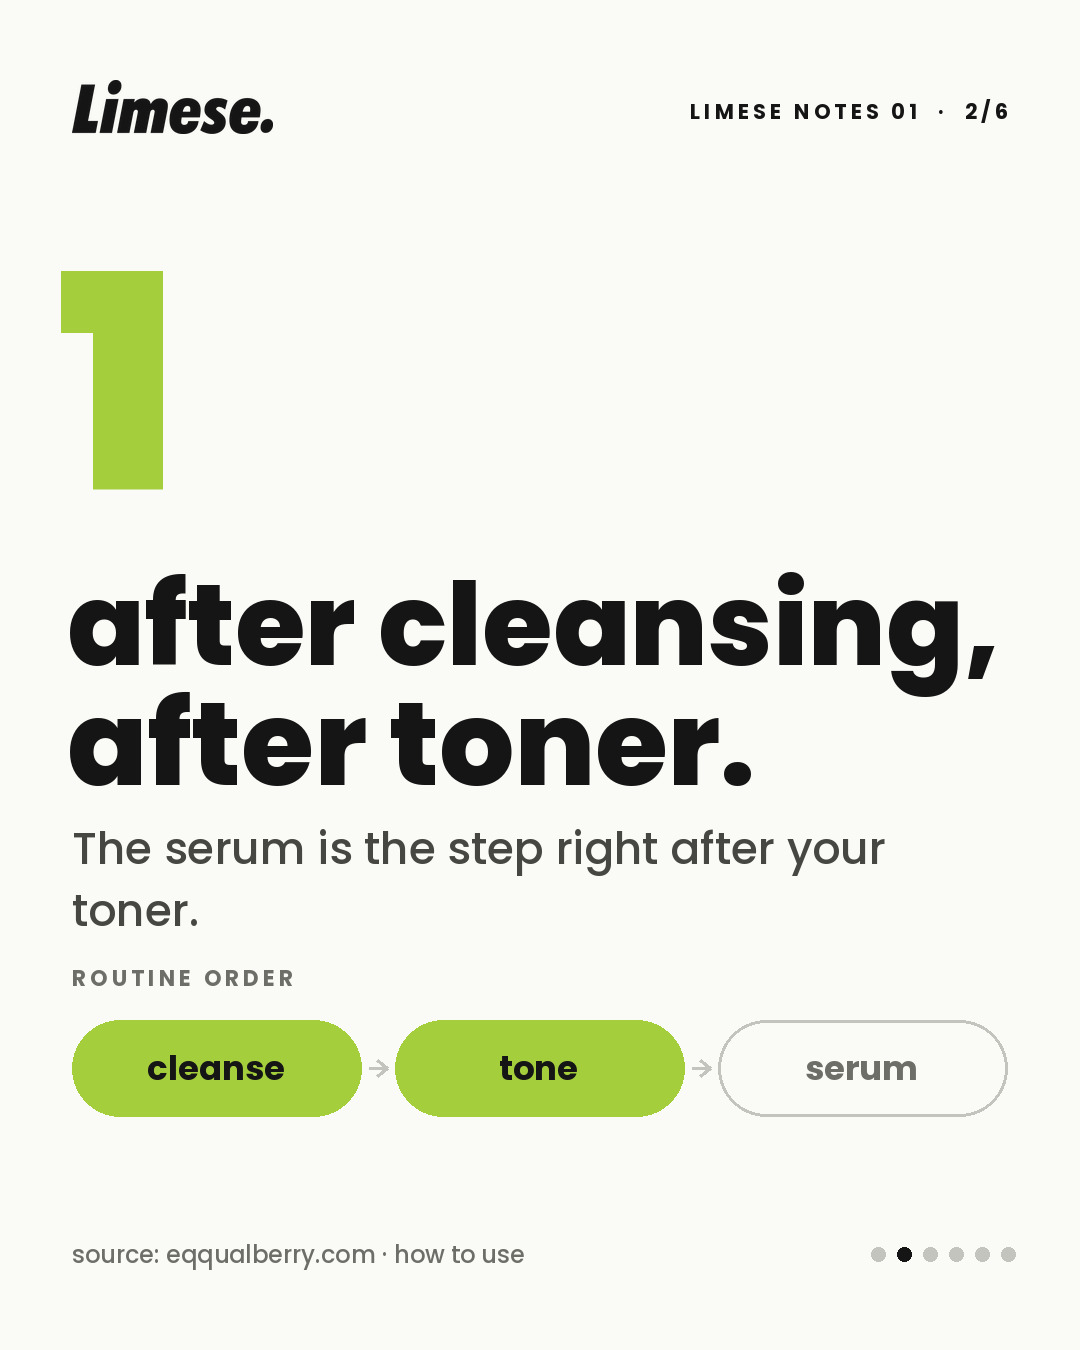 Limese.
LIMESE NOTES 01 · 2/6
1
after cleansing,
after toner.
The serum is the step right after your
toner.
ROUTINE ORDER
cleanse → tone → serum
source: eqqualberry.com · how to use